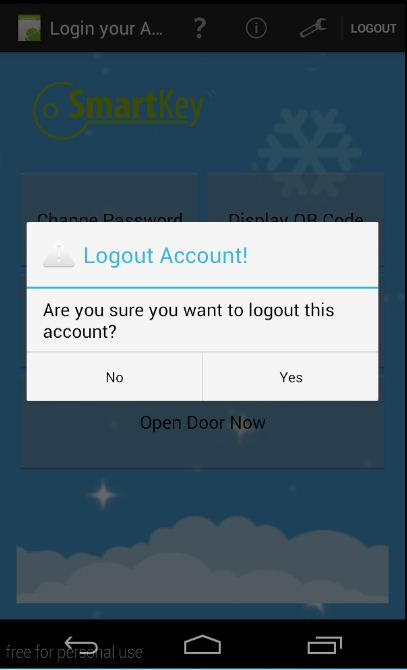 Login your A...
LOGOUT
SmartKey
Change Password
Display QR Code
Logout Account!
Are you sure you want to logout this
account?
No
Yes
Open Door Now
free for personal use